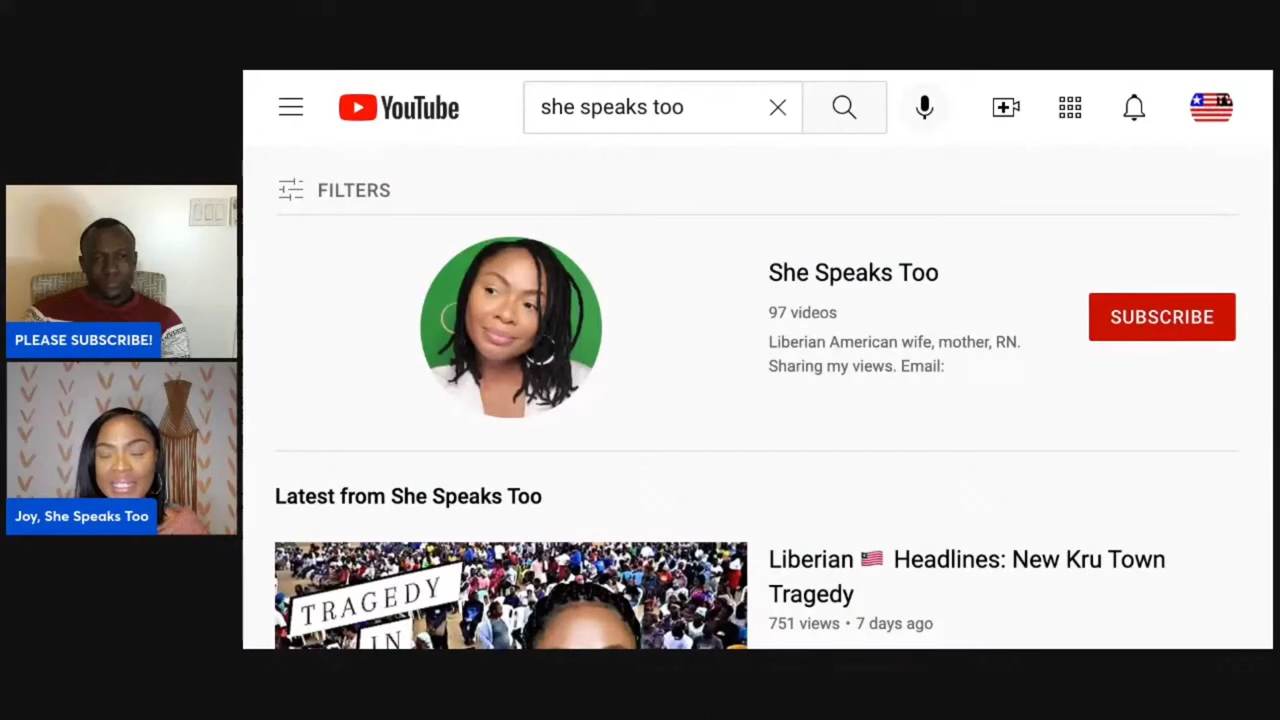 YouTube
she speaks too
FILTERS
She Speaks Too
97 videos
Liberian American wife, mother, RN.
Sharing my views. Email:
SUBSCRIBE
PLEASE SUBSCRIBE!
Joy, She Speaks Too
Latest from She Speaks Too
TRAGEDY
IN
Liberian 🇱🇷 Headlines: New Kru Town
Tragedy
751 views • 7 days ago